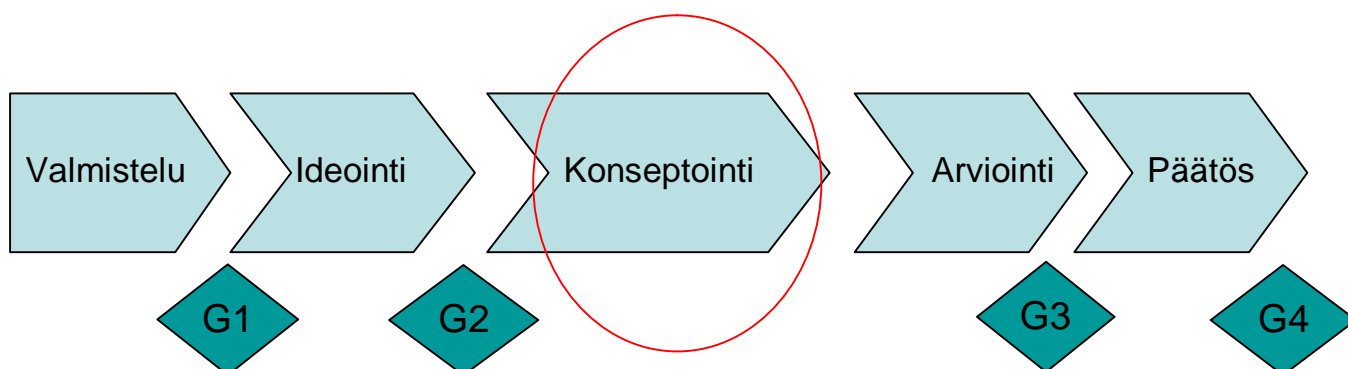 Valmistelu
Ideointi
Konseptointi
Arviointi
Päätös
G1
G2
G3
G4